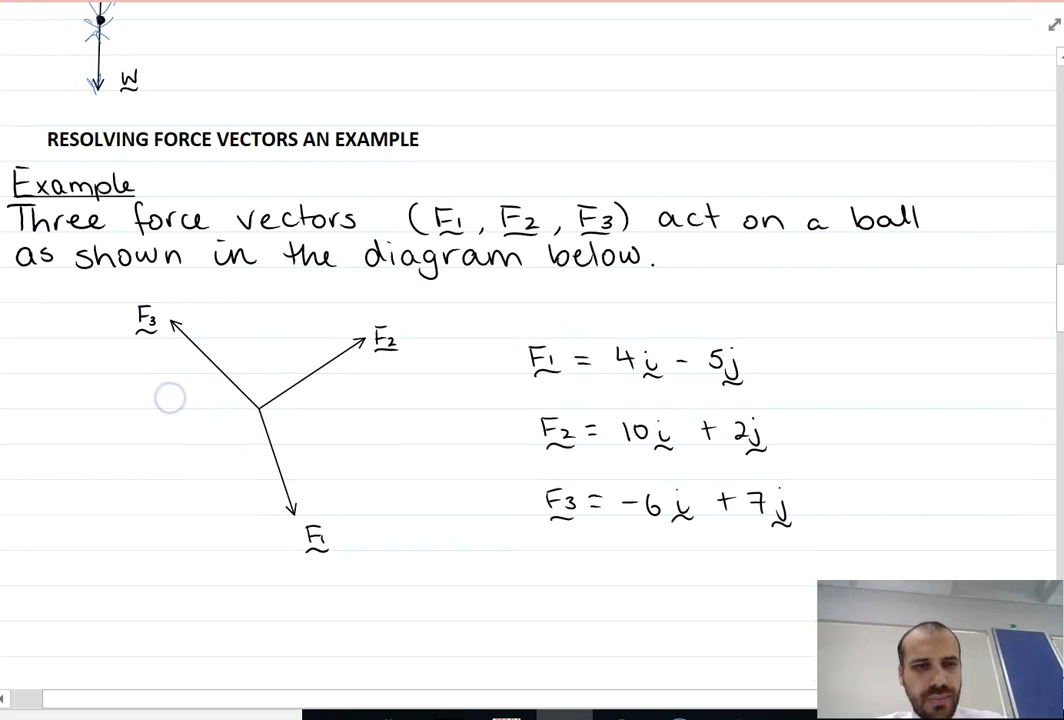 W
RESOLVING FORCE VECTORS AN EXAMPLE
Example
Three force vectors (F1, F2, F3) act on a ball
as shown in the diagram below.
F3
F2
F1
F1 = 4i - 5j
F2 = 10i + 2j
F3 = -6i + 7j